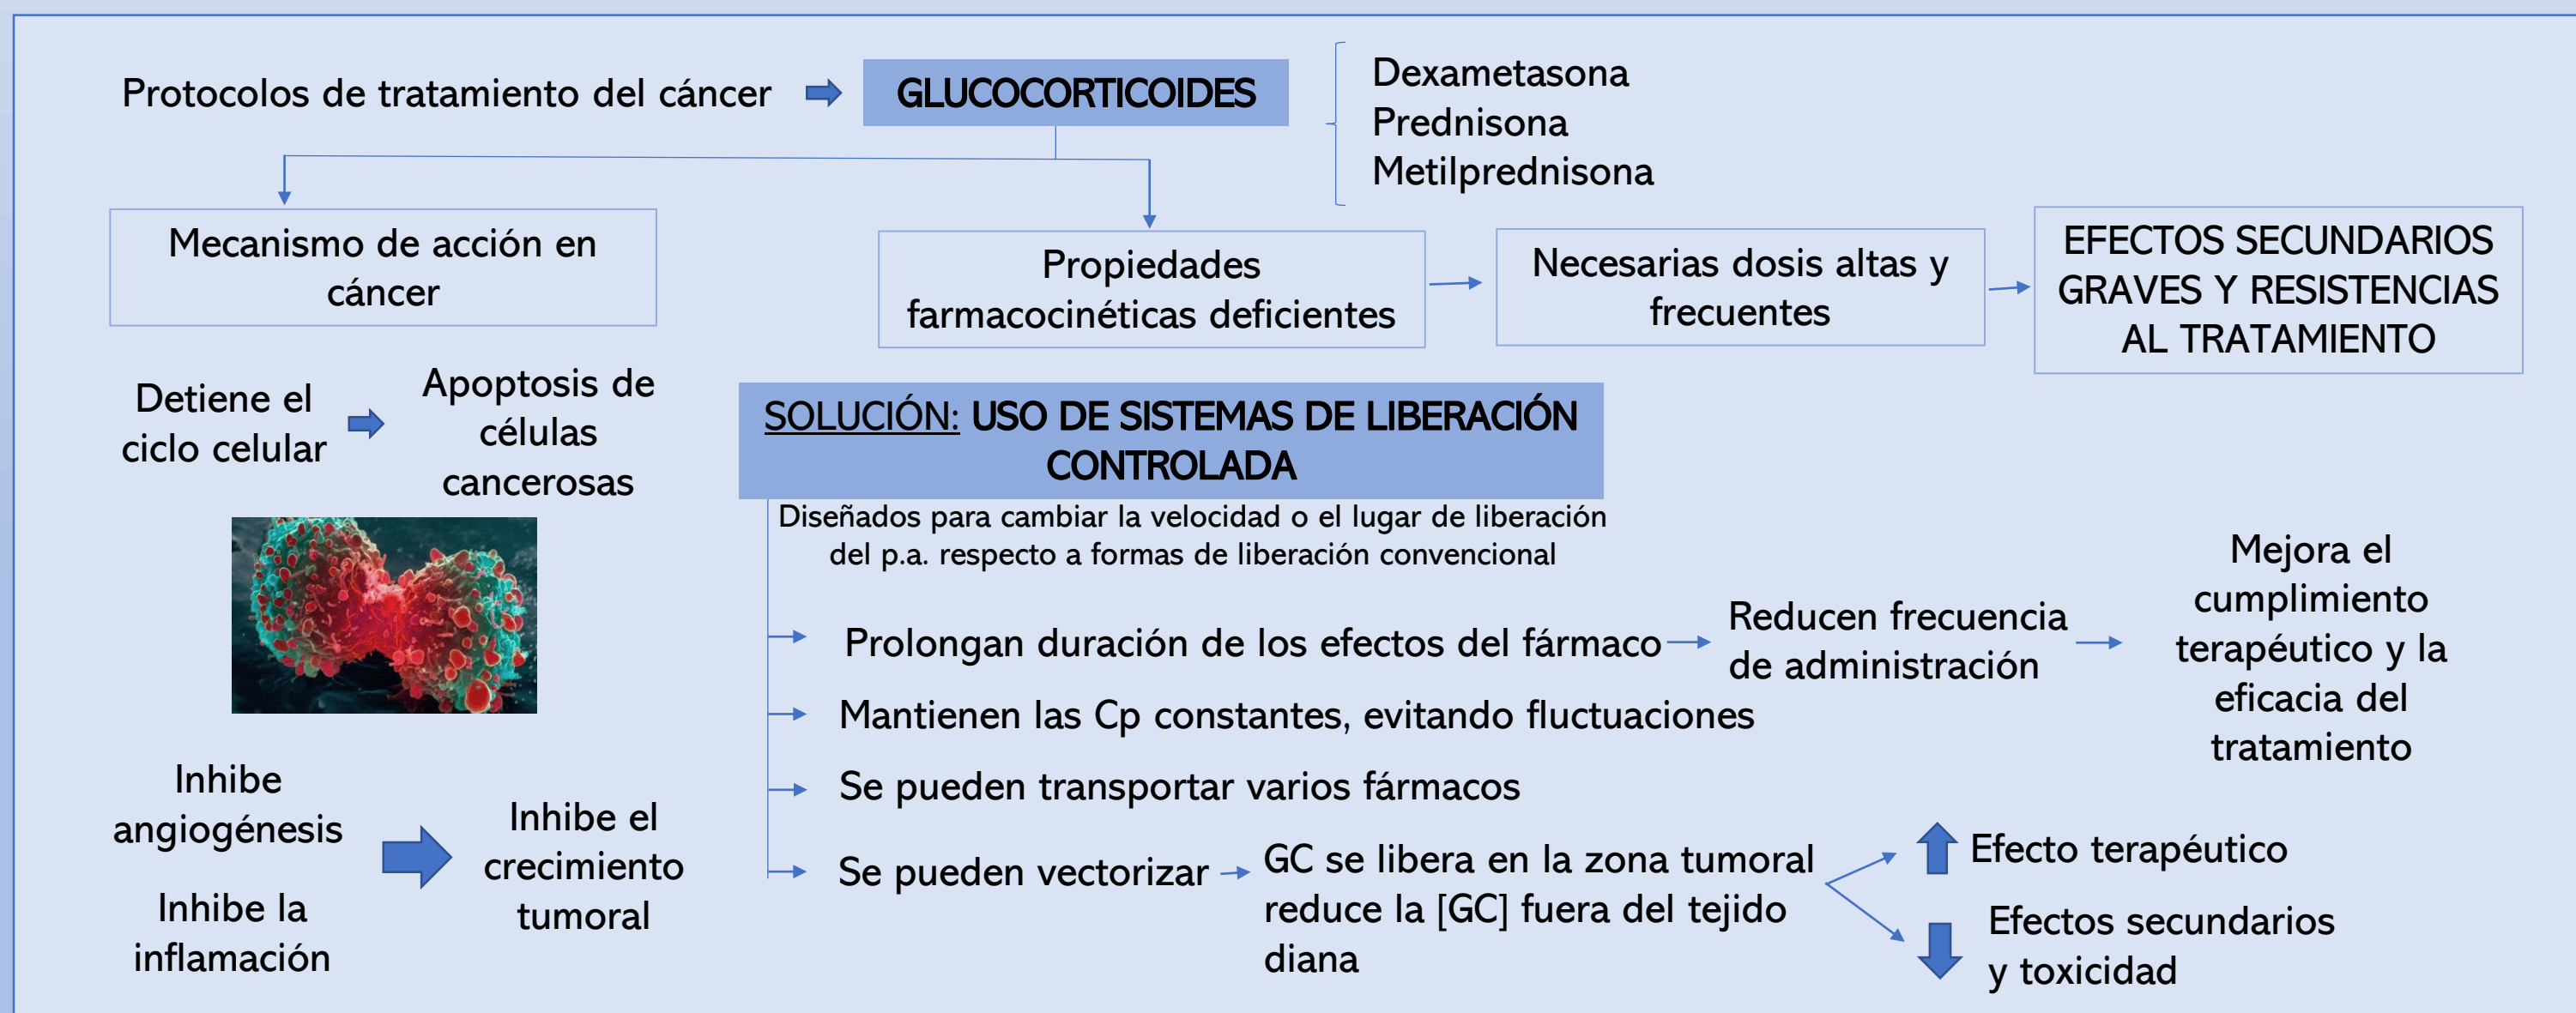 Protocolos de tratamiento del cáncer
GLUCOCORTICOIDES
Dexametasona
Prednisona
Metilprednisona
Mecanismo de acción en
cáncer
Propiedades
farmacocinéticas deficientes
Necesarias dosis altas y
frecuentes
EFECTOS SECUNDARIOS
GRAVES Y RESISTENCIAS
AL TRATAMIENTO
Detiene el
ciclo celular
Apoptosis de
células
cancerosas
Inhibe
angiogénesis
Inhibe la
inflamación
Inhibe el
crecimiento
tumoral
SOLUCIÓN: USO DE SISTEMAS DE LIBERACIÓN
CONTROLADA
Diseñados para cambiar la velocidad o el lugar de liberación
del p.a. respecto a formas de liberación convencional
Prolongan duración de los efectos del fármaco
Reducen frecuencia
de administración
Mejora el
cumplimiento
terapéutico y la
eficacia del
tratamiento
Mantienen las Cp constantes, evitando fluctuaciones
Se pueden transportar varios fármacos
Se pueden vectorizar
GC se libera en la zona tumoral
reduce la [GC] fuera del tejido
diana
Efecto terapéutico
Efectos secundarios
y toxicidad